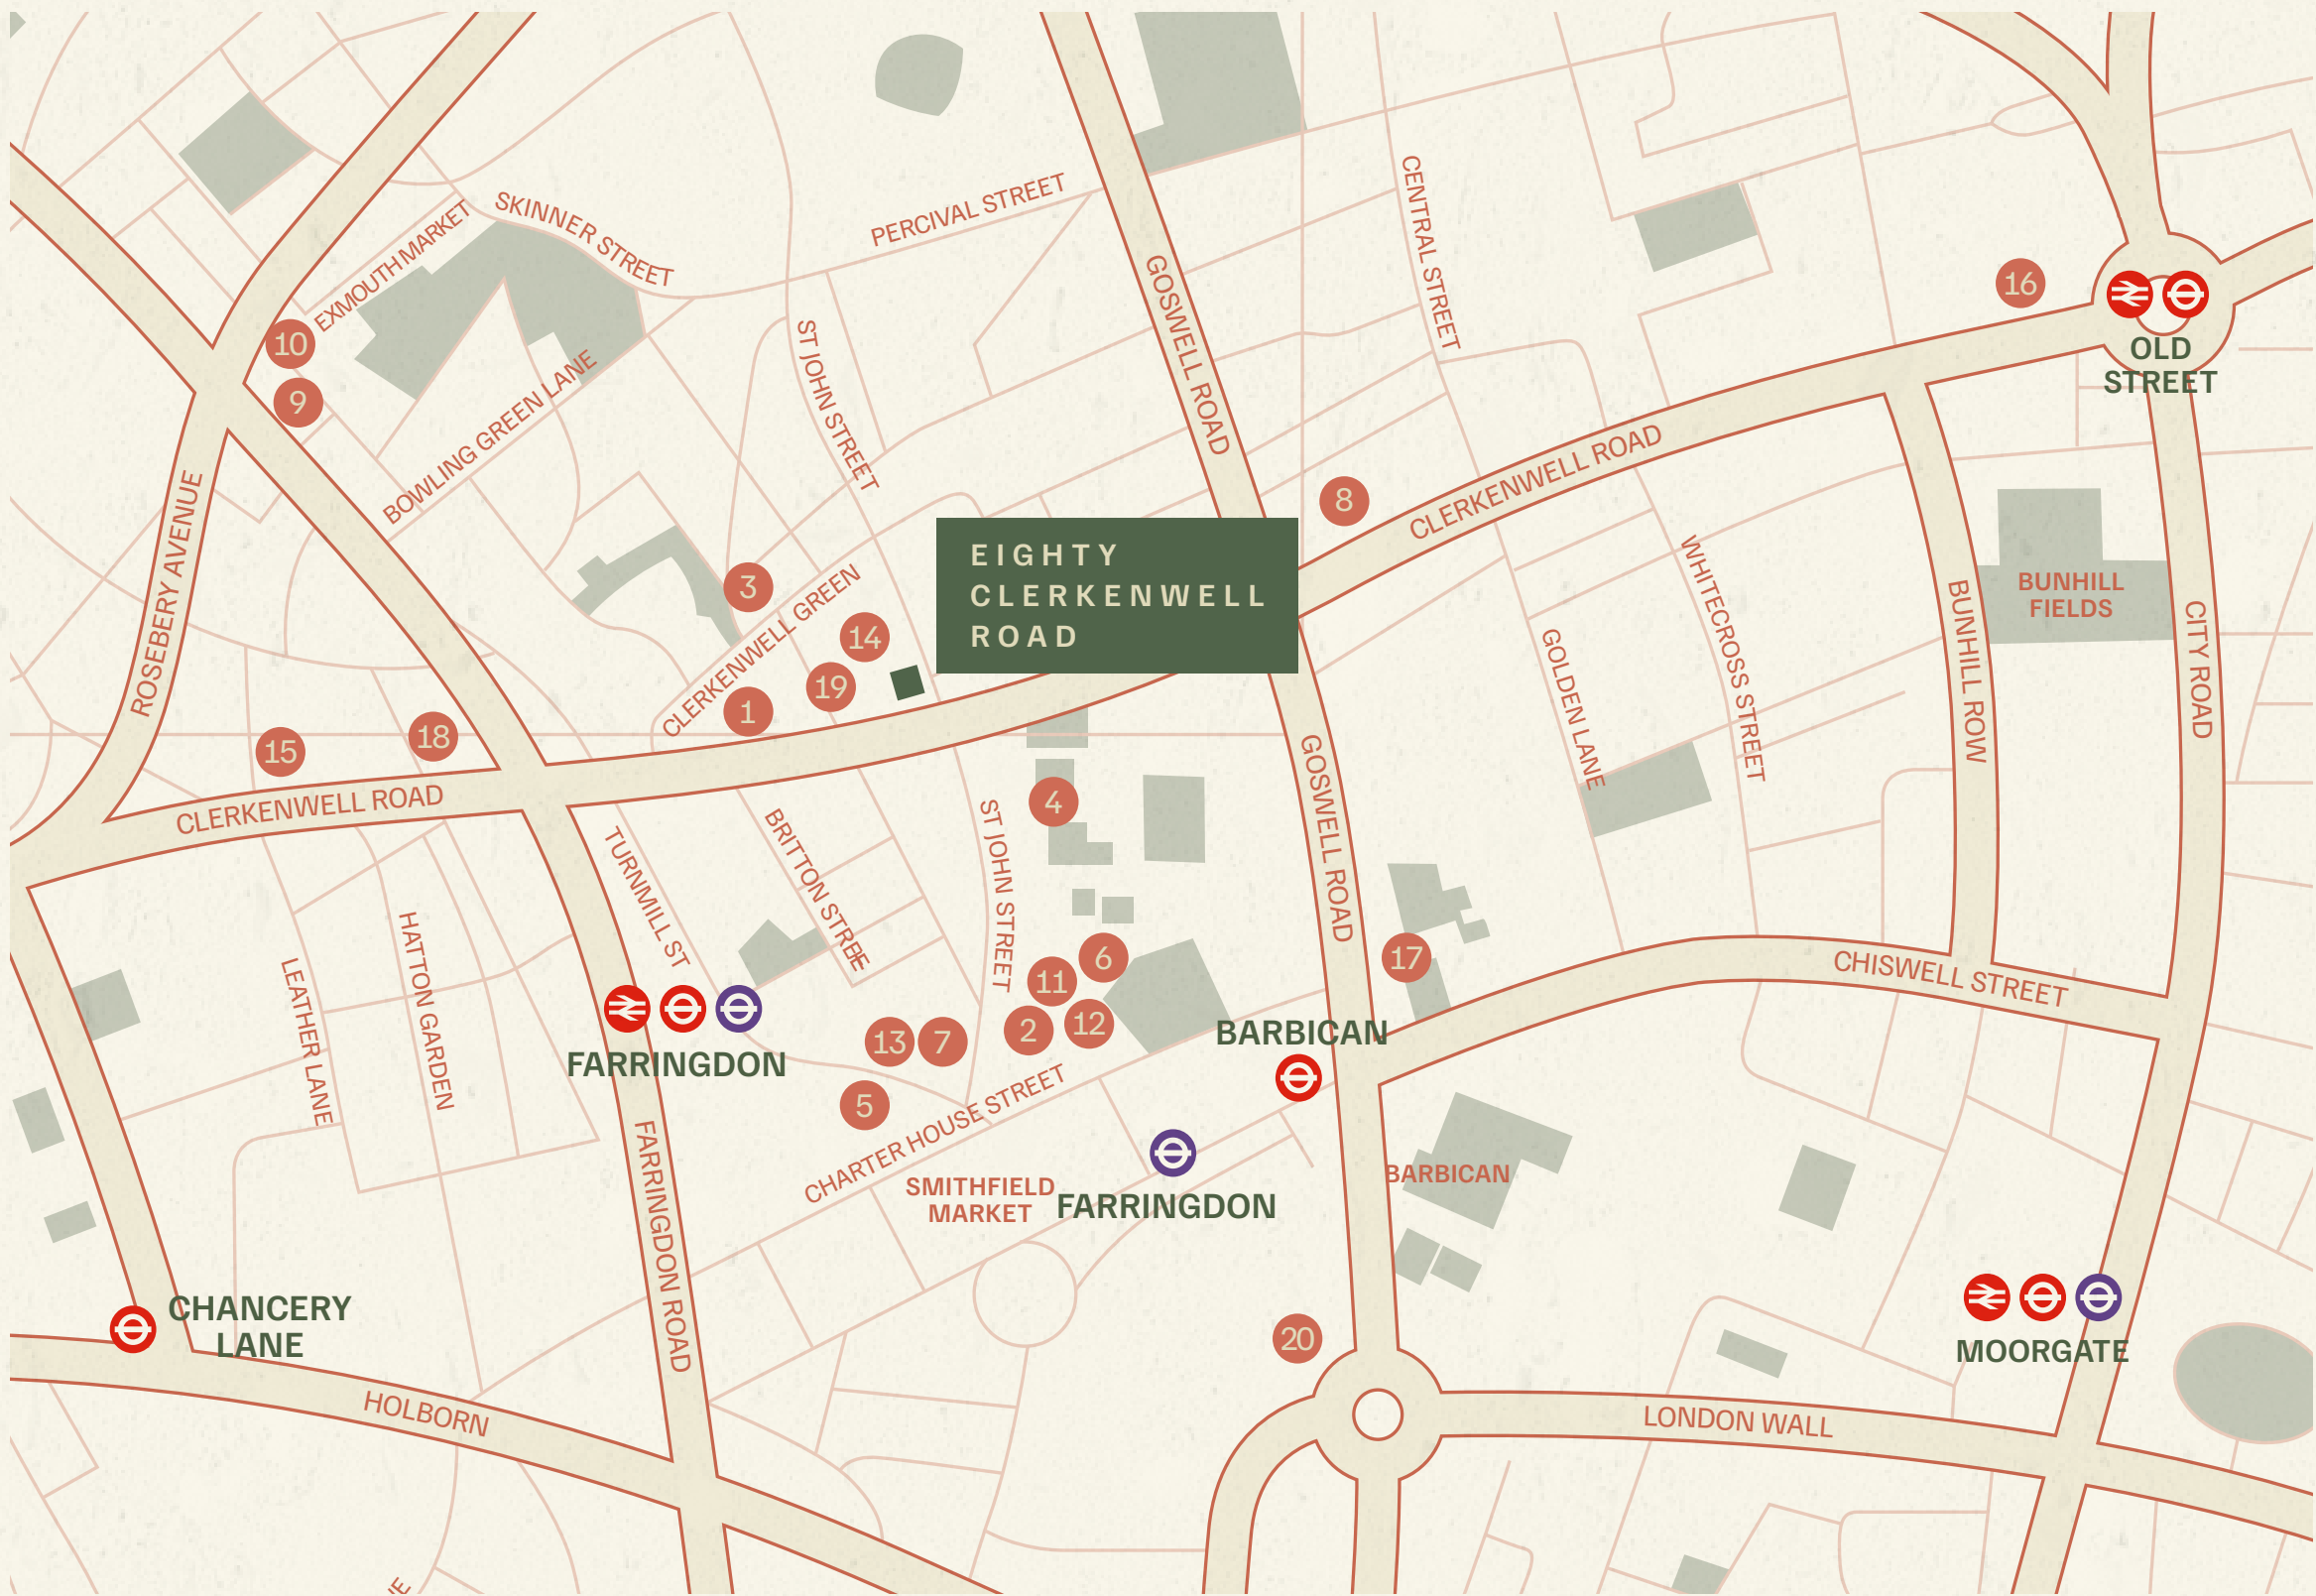 SKINNER STREET
PERCIVAL STREET
CENTRAL STREET
EXMOUTH MARKET
GOSWELL ROAD
16
10
9
OLD
STREET
ST JOHN STREET
BOWLING GREEN LANE
8
CLERKENWELL ROAD
ROSEBERY AVENUE
EIGHTY
CLERKENWELL
ROAD
3
CLERKENWELL GREEN
14
19
1
WHITECROSS STREET
GOLDEN LANE
BUNHILL ROW
BUNHILL
FIELDS
CITY ROAD
15
18
CLERKENWELL ROAD
TURNMILL ST
BRITTON STREE
ST JOHN STREET
4
GOSWELL ROAD
HATTON GARDEN
LEATHER LANE
6
11
17
CHISWELL STREET
2
12
13
7
FARRINGDON
BARBICAN
5
CHARTER HOUSE STREET
SMITHFIELD
MARKET
FARRINGDON
BARBICAN
FARRINGDON ROAD
CHANCERY
LANE
20
MOORGATE
HOLBORN
LONDON WALL